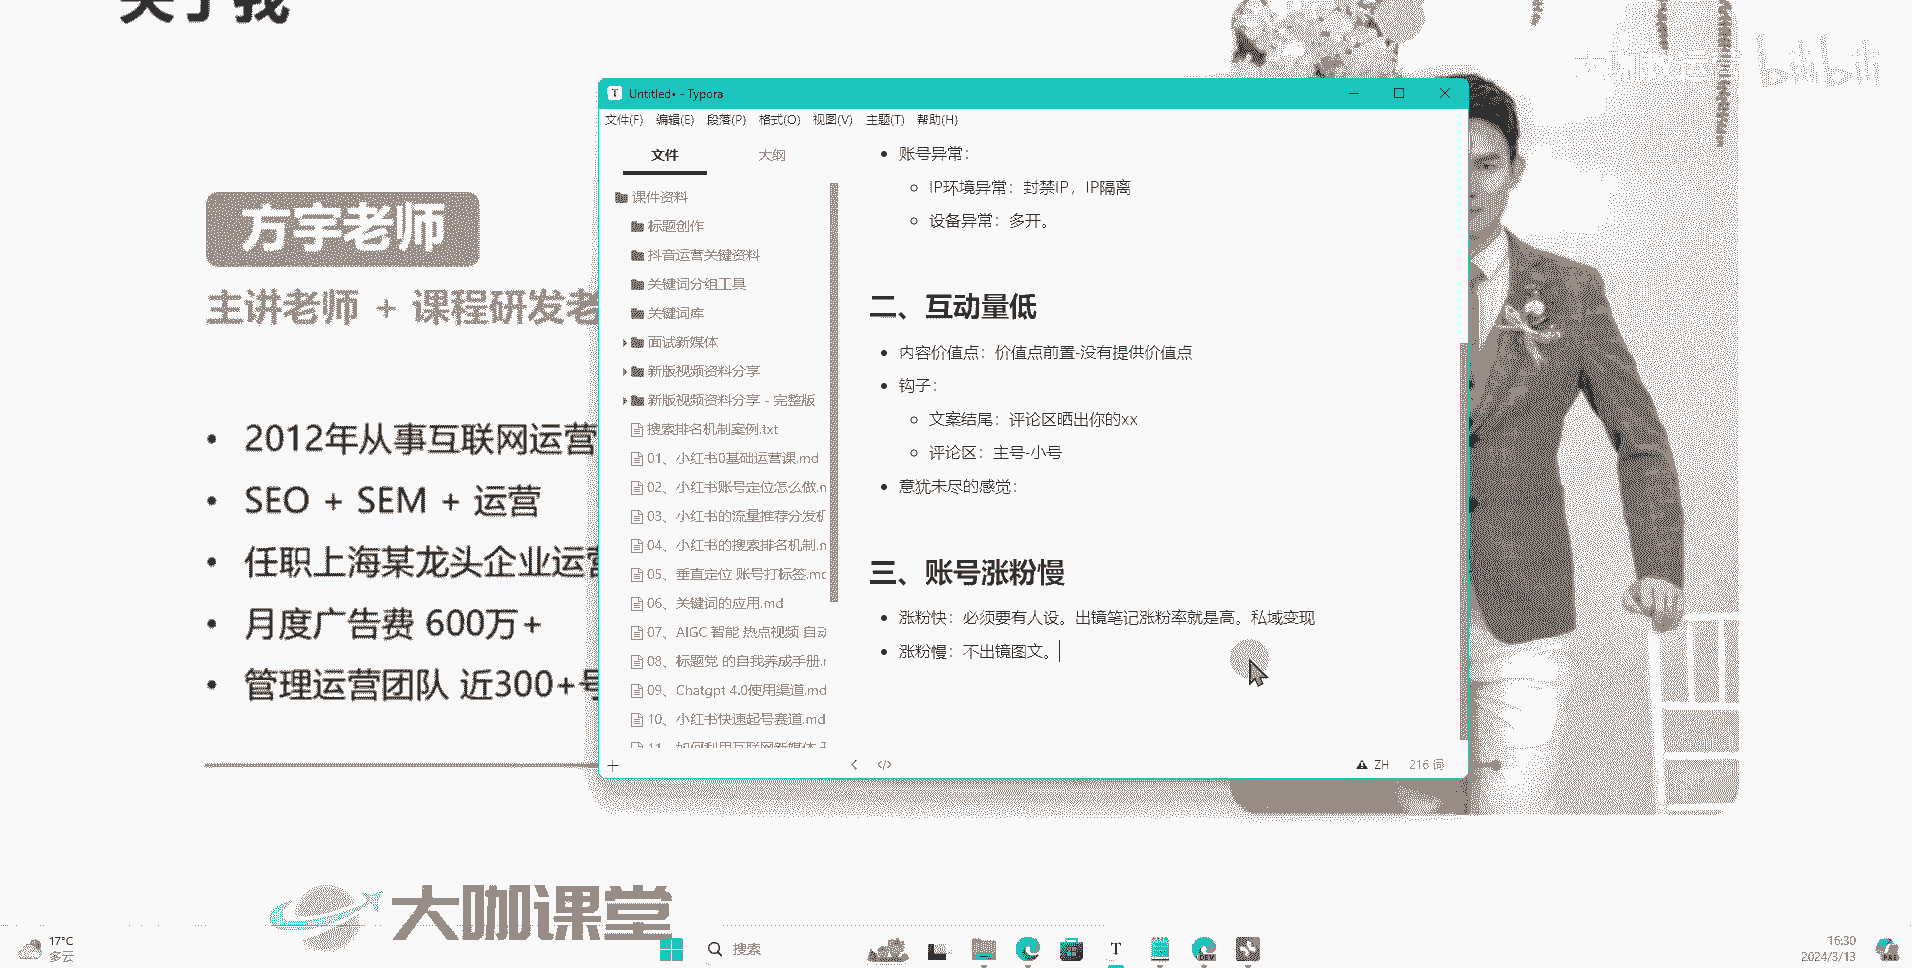 关于我
bilibili
方宇老师
主讲老师 + 课程研发老
2012年从事互联网运营
SEO + SEM + 运营
任职上海某龙头企业运营
月度广告费 600万+
管理运营团队 近300+号
大咖课堂
Untitled• - Typora
文件(F) 编辑(E) 段落(P) 格式(O) 视图(V) 主题(T) 帮助(H)
文件 大纲
课件资料
标题创作
抖音运营关键资料
关键词分组工具
关键词库
面试新媒体
新版视频资料分享
新版视频资料分享 - 完整版
搜索排名机制案例.txt
01、小红书0基础运营课.md
02、小红书账号定位怎么做.n
03、小红书的流量推荐分发机
04、小红书的搜索排名机制.n
05、垂直定位 账号打标签.mc
06、关键词的应用.md
07、AIGC 智能 热点视频 自动
08、标题党 的自我养成手册.r
09、Chatgpt 4.0使用渠道.md
10、小红书快速起号赛道.md
11、如何利用互联网新媒体
账号异常：
IP环境异常：封禁IP，IP隔离
设备异常：多开。
二、互动量低
内容价值点：价值点前置-没有提供价值点
钩子：
文案结尾：评论区晒出你的xx
评论区：主号-小号
意犹未尽的感觉：
三、账号涨粉慢
涨粉快：必须要有人设。出镜笔记涨粉率就是高。私域变现
涨粉慢：不出镜图文。
ZH 216 词
17°C
多云
搜索
T
DEV
PRE
16:30
2024/3/13